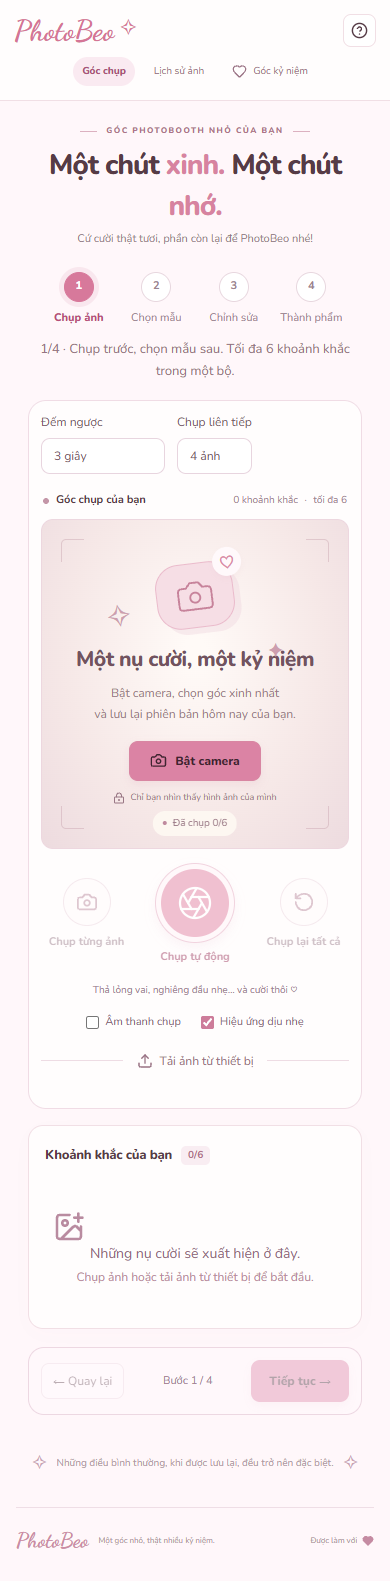 PhotoBeo
Góc chụp
Lịch sử ảnh
Góc kỷ niệm
GÓC PHOTOBOOTH NHỎ CỦA BẠN
Một chút xinh. Một chút
nhớ.
Cứ cười thật tươi, phần còn lại để PhotoBeo nhé!
1
2
3
4
Chụp ảnh
Chọn mẫu
Chỉnh sửa
Thành phẩm
1/4 · Chụp trước, chọn mẫu sau. Tối đa 6 khoảnh khắc
trong một bộ.
Đếm ngược
Chụp liên tiếp
3 giây
4 ảnh
Góc chụp của bạn
0 khoảnh khắc · tối đa 6
Một nụ cười, một kỷ niệm
Bật camera, chọn góc xinh nhất
và lưu lại phiên bản hôm nay của bạn.
Bật camera
Chỉ bạn nhìn thấy hình ảnh của mình
Đã chụp 0/6
Chụp từng ảnh
Chụp tự động
Chụp lại tất cả
Thả lỏng vai, nghiêng đầu nhẹ... và cười thôi ♡
Âm thanh chụp
Hiệu ứng dịu nhẹ
Tải ảnh từ thiết bị
Khoảnh khắc của bạn
0/6
Những nụ cười sẽ xuất hiện ở đây.
Chụp ảnh hoặc tải ảnh từ thiết bị để bắt đầu.
← Quay lại
Bước 1 / 4
Tiếp tục →
Những điều bình thường, khi được lưu lại, đều trở nên đặc biệt.
PhotoBeo
Một góc nhỏ, thật nhiều kỷ niệm.
Được làm với